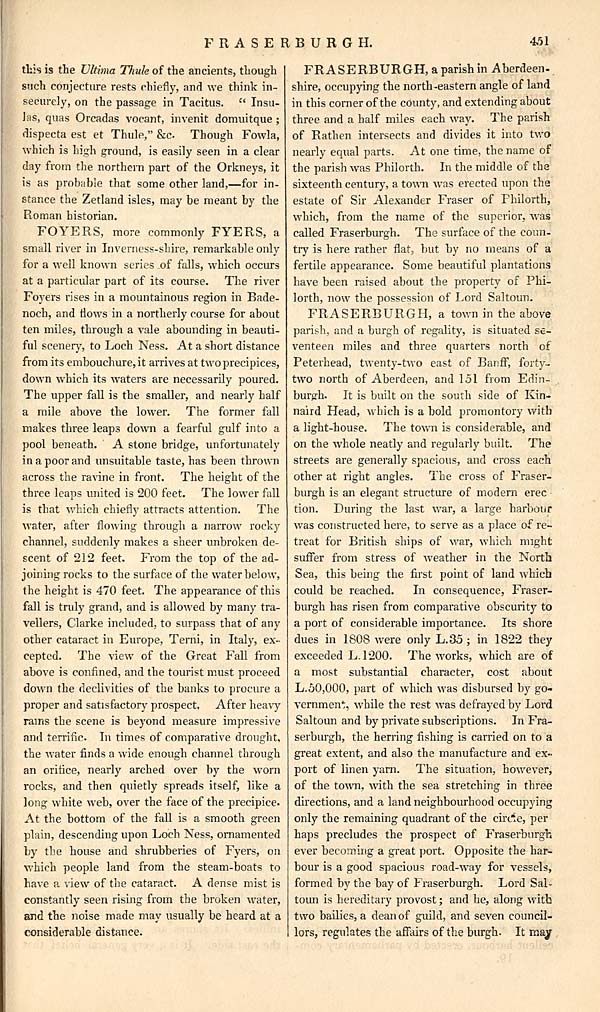 FRASERBURGH.
451
this is the Ultima Thule of the ancients, though
such conjecture rests chiefly, and we think in-
securely, on the passage in Tacitus. “ Insu-
las, quas Orcadas vocant, invenit domuitque ;
dispecta est et Thule,” &c. Though Fowla,
which is high ground, is easily seen in a clear
day from the northern part of the Orkneys, it
is as probable that some other land,—for in-
stance the Zetland isles, may be meant by the
Roman historian.
FOYERS, more commonly FYERS, a
small river in Inverness-shire, remarkable only
for a well known series of falls, which occurs
at a particular part of its course. The river
Foyers rises in a mountainous region in Bade-
noch, and flows in a northerly course for about
ten miles, through a vale abounding in beauti-
ful scenery, to Loch Ness. At a short distance
from its embouchure, it arrives at two precipices,
down which its waters are necessarily poured.
The upper fall is the smaller, and nearly half
a mile above the lower. The former fall
makes three leaps down a fearful gulf into a
pool beneath. A stone bridge, unfortunately
in a poor and unsuitable taste, has been thrown
across the ravine in front. The height of the
three leaps united is 200 feet. The lower fall
is that which chiefly attracts attention. The
water, after flowing through a narrow rocky
channel, suddenly makes a sheer unbroken de-
scent of 212 feet. From the top of the ad-
joining rocks to the surface of the water below,
the height is 470 feet. The appearance of this
fall is truly grand, and is allowed by many tra-
vellers, Clarke included, to surpass that of any
other cataract in Europe, Terni, in Italy, ex-
cepted. The view of the Great Fall from
above is confined, and the tourist must proceed
down the declivities of the banks to procure a
proper and satisfactory prospect. After heavy
rains the scene is beyond measure impressive
and terrific. In times of comparative drought,
the water finds a wide enough channel through
an orifice, nearly arched over by the worn
rocks, and then quietly spreads itself, like a
long white web, over the face of the precipice.
At the bottom of the fall is a smooth green
plain, descending upon Loch Ness, ornamented
by the house and shrubberies of Fyers, on
which people land from the steam-boats to
have a view of the cataract. A dense mist is
constantly seen rising from the broken water,
and the noise made may usually be heard at a
considerable distance.
FRASERBURGH, a parish in Aberdeen-
shire, occupying the north-eastern angle of land
in this corner of the county, and extending about
three and a half miles each way. The parish
of Rathen intersects and divides it into two
nearly equal parts. At one time, the name of
the parish was Philorth. In the middle of the
sixteenth century, a town was erected upon the
estate of Sir Alexander Fraser of Philorth,
which, from the name of the superior, was
called Fraserburgh. The surface of the coun-
try is here rather flat, but by no means of a
fertile appearance. Some beautiful plantations
have been raised about the property of Phi-
lorth, now the possession of Lord Saltoun.
FRASERBURGH, a town in the above
parish, and a burgh of regality, is situated se-
venteen miles and three quarters north of
Peterhead, twenty-two east of Banff, forty-
two north of Aberdeen, and 151 from Edin-
burgh. It is built on the south side of Kin-
naird Head, which is a bold promontory with
a light-house. The town is considerable, and
on the whole neatly and regularly built. The
streets are generally spacious, and cross each
other at right angles. The cross of Fraser-
burgh is an elegant structure of modern erec
tion. During the last war, a large harbour
was constructed here, to serve as a place of re-
treat for British ships of war, which might
suffer from stress of weather in the North
Sea, this being the first point of land which
could be reached. In consequence, Fraser-
burgh has risen from comparative obscurity to
a port of considerable importance. Its shore
dues in 1808 were only L.35 ; in 1822 they
exceeded L.1200. The works, which are of
a most substantial character, cost about
L.50,000, part of which was disbursed by go-
vernment, while the rest was defrayed by Lord
Saltoun and by private subscriptions. In Fra-
serburgh, the herring fishing is carried on to a
great extent, and also the manufacture and ex-
port of linen yarn. The situation, however,
of the town, with the sea stretching in three
directions, and a land neighbourhood occupying
only the remaining quadrant of the circle, per
haps precludes the prospect of Fraserburgh
ever becoming a great port. Opposite the har-
bour is a good spacious road-way for vessels,
formed by the bay of Fraserburgh. Lord Sal-
toun is hereditary provost ; and he, along with
two bailies, a dean of guild, and seven council-
lors, regulates the affairs of the burgh. It may